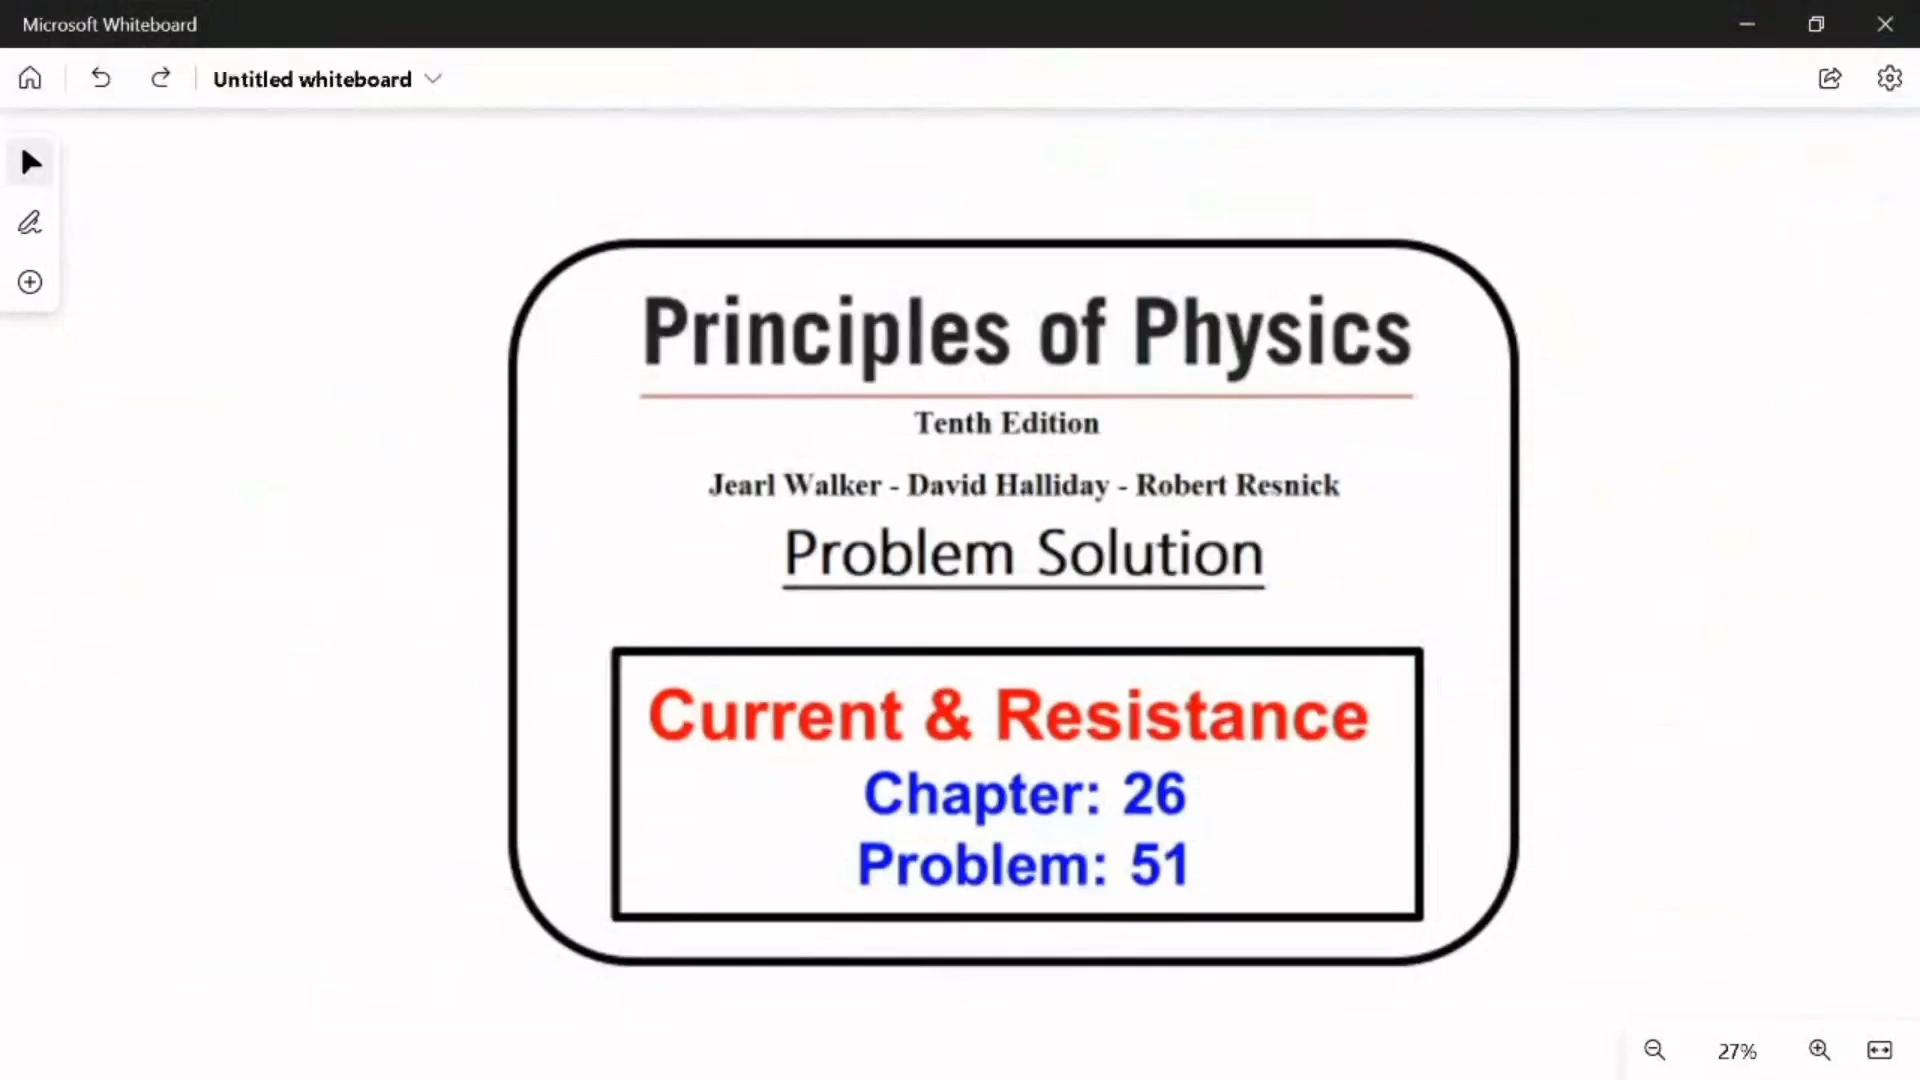 Microsoft Whiteboard
Untitled whiteboard
Principles of Physics
Tenth Edition
Jearl Walker - David Halliday - Robert Resnick
Problem Solution
Current & Resistance
Chapter: 26
Problem: 51
27%